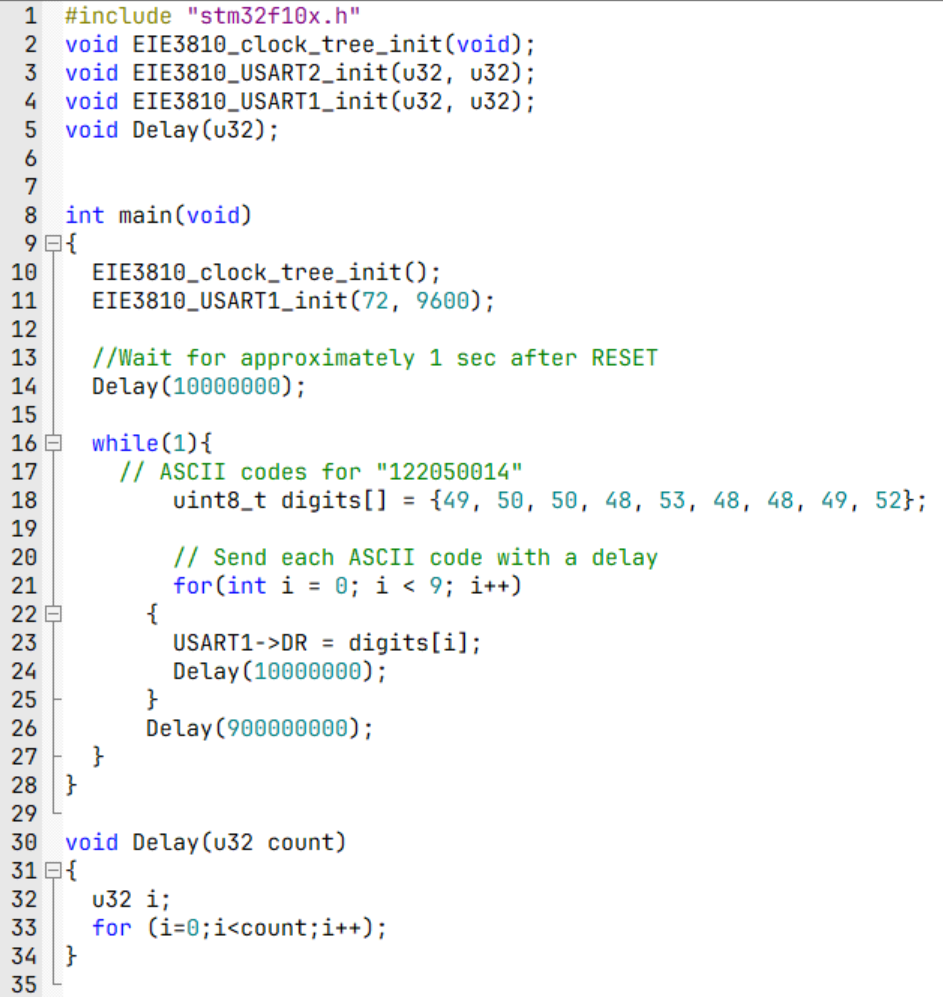 1 #include "stm32f10x.h"
2 void EIE3810_clock_tree_init(void);
3 void EIE3810_USART2_init(u32, u32);
4 void EIE3810_USART1_init(u32, u32);
5 void Delay(u32);
6
7
8 int main(void)
9 {
10   EIE3810_clock_tree_init();
11   EIE3810_USART1_init(72, 9600);
12
13   //Wait for approximately 1 sec after RESET
14   Delay(10000000);
15
16   while(1){
17     // ASCII codes for "122050014"
18         uint8_t digits[] = {49, 50, 50, 48, 53, 48, 48, 49, 52};
19
20         // Send each ASCII code with a delay
21         for(int i = 0; i < 9; i++)
22       {
23         USART1->DR = digits[i];
24         Delay(10000000);
25       }
26       Delay(900000000);
27   }
28 }
29
30 void Delay(u32 count)
31 {
32   u32 i;
33   for (i=0;i<count;i++);
34 }
35